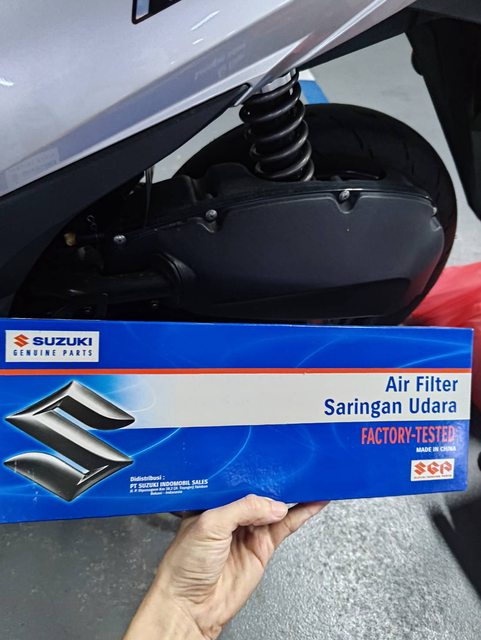 SUZUKI
GENUINE PARTS
Air Filter
Saringan Udara
FACTORY-TESTED
MADE IN CHINA
SGP
Didistribusi :
PT SUZUKI INDOMOBIL SALES